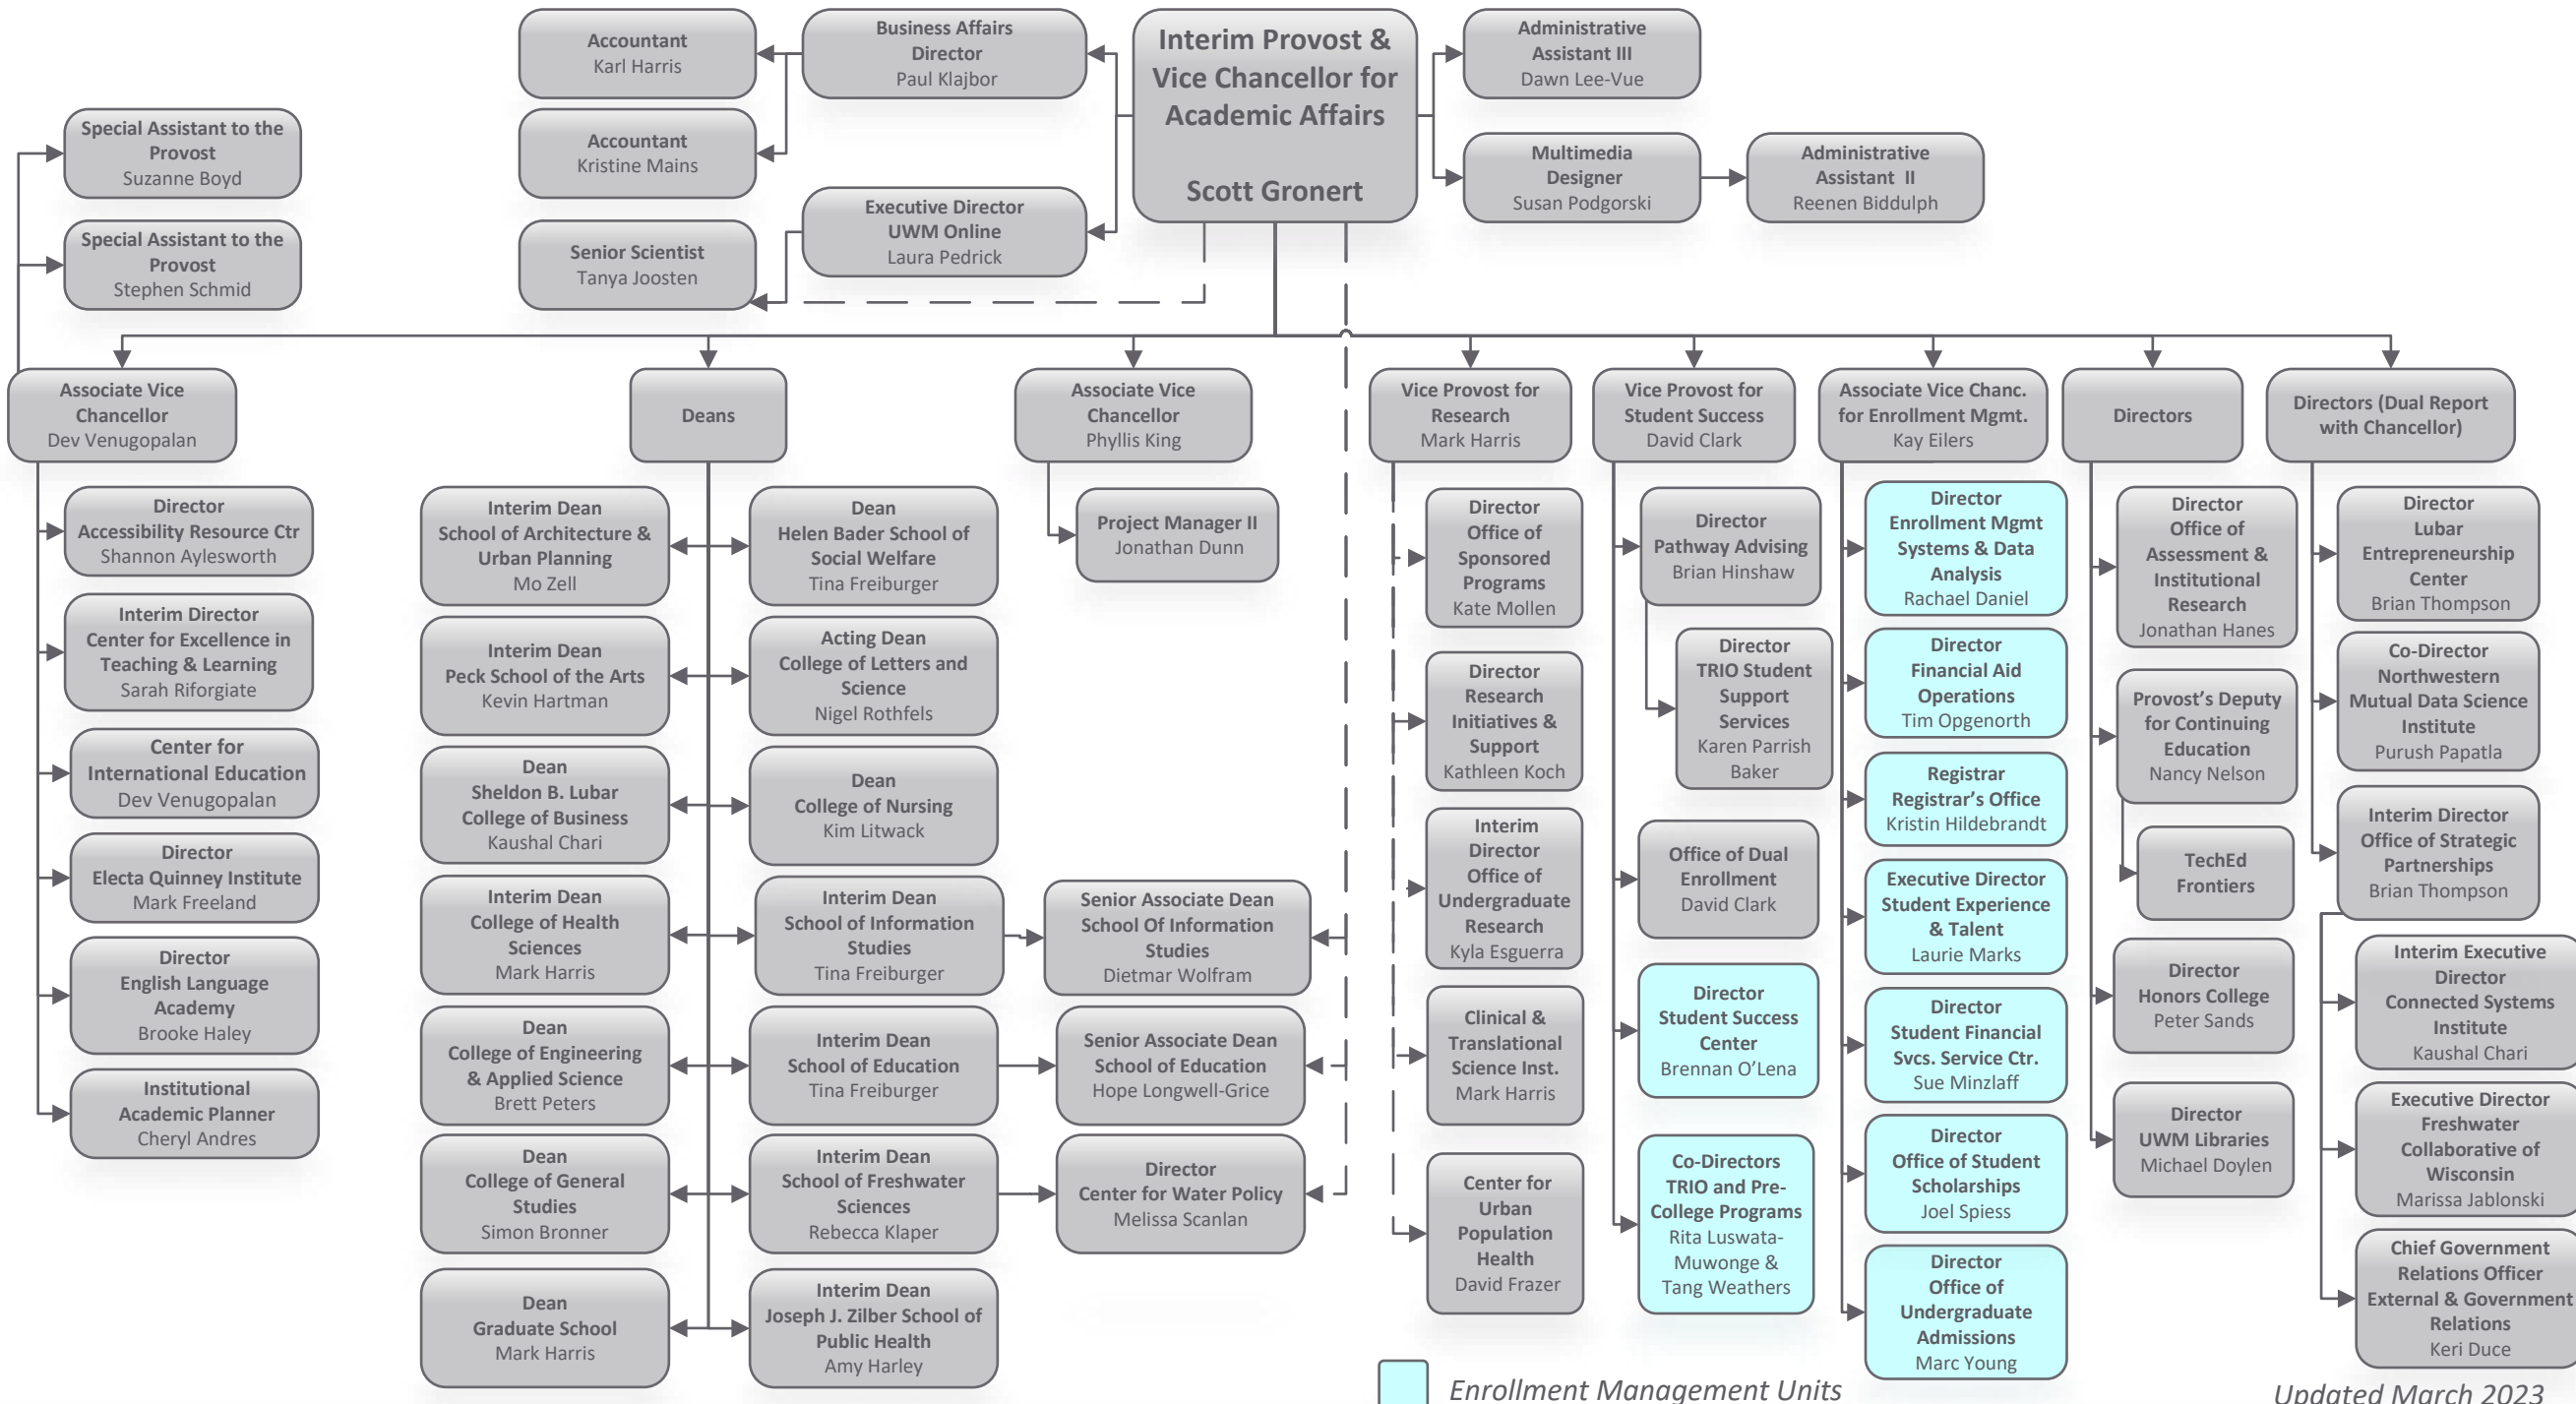 Accountant
Karl Harris
Business Affairs
Director
Paul Klajbor
Interim Provost &
Vice Chancellor for
Academic Affairs
Scott Gronert
Administrative
Assistant III
Dawn Lee-Vue
Special Assistant to the
Provost
Suzanne Boyd
Accountant
Kristine Mains
Multimedia
Designer
Susan Podgorski
Administrative
Assistant  II
Reenen Biddulph
Special Assistant to the
Provost
Stephen Schmid
Senior Scientist
Tanya Joosten
Executive Director
UWM Online
Laura Pedrick
Associate Vice
Chancellor
Dev Venugopalan
Deans
Associate Vice
Chancellor
Phyllis King
Vice Provost for
Research
Mark Harris
Vice Provost for
Student Success
David Clark
Associate Vice Chanc.
for Enrollment Mgmt.
Kay Eilers
Directors
Directors (Dual Report
with Chancellor)
Director
Accessibility Resource Ctr
Shannon Aylesworth
Interim Director
Center for Excellence in
Teaching & Learning
Sarah Riforgiate
Center for
International Education
Dev Venugopalan
Director
Electa Quinney Institute
Mark Freeland
Director
English Language
Academy
Brooke Haley
Institutional
Academic Planner
Cheryl Andres
Interim Dean
School of Architecture &
Urban Planning
Mo Zell
Dean
Helen Bader School of
Social Welfare
Tina Freiburger
Interim Dean
Peck School of the Arts
Kevin Hartman
Acting Dean
College of Letters and
Science
Nigel Rothfels
Dean
Sheldon B. Lubar
College of Business
Kaushal Chari
Dean
College of Nursing
Kim Litwack
Interim Dean
College of Health
Sciences
Mark Harris
Interim Dean
School of Information
Studies
Tina Freiburger
Senior Associate Dean
School Of Information
Studies
Dietmar Wolfram
Dean
College of Engineering
& Applied Science
Brett Peters
Interim Dean
School of Education
Tina Freiburger
Senior Associate Dean
School of Education
Hope Longwell-Grice
Dean
College of General
Studies
Simon Bronner
Interim Dean
School of Freshwater
Sciences
Rebecca Klaper
Director
Center for Water Policy
Melissa Scanlan
Dean
Graduate School
Mark Harris
Interim Dean
Joseph J. Zilber School of
Public Health
Amy Harley
Project Manager II
Jonathan Dunn
Director
Office of
Sponsored
Programs
Kate Mollen
Director
Research
Initiatives &
Support
Kathleen Koch
Interim
Director
Office of
Undergraduate
Research
Kyla Esguerra
Clinical &
Translational
Science Inst.
Mark Harris
Center for
Urban
Population
Health
David Frazer
Director
Pathway Advising
Brian Hinshaw
Director
TRIO Student
Support
Services
Karen Parrish
Baker
Office of Dual
Enrollment
David Clark
Director
Student Success
Center
Brennan O’Lena
Co-Directors
TRIO and Pre-
College Programs
Rita Luswata-
Muwonge &
Tang Weathers
Director
Enrollment Mgmt
Systems & Data
Analysis
Rachael Daniel
Director
Financial Aid
Operations
Tim Opgenorth
Registrar
Registrar’s Office
Kristin Hildebrandt
Executive Director
Student Experience
& Talent
Laurie Marks
Director
Student Financial
Svcs. Service Ctr.
Sue Minzlaff
Director
Office of Student
Scholarships
Joel Spiess
Director
Office of
Undergraduate
Admissions
Marc Young
Director
Office of
Assessment &
Institutional
Research
Jonathan Hanes
Provost’s Deputy
for Continuing
Education
Nancy Nelson
TechEd
Frontiers
Director
Honors College
Peter Sands
Director
UWM Libraries
Michael Doylen
Director
Lubar
Entrepreneurship
Center
Brian Thompson
Co-Director
Northwestern
Mutual Data Science
Institute
Purush Papatla
Interim Director
Office of Strategic
Partnerships
Brian Thompson
Interim Executive
Director
Connected Systems
Institute
Kaushal Chari
Executive Director
Freshwater
Collaborative of
Wisconsin
Marissa Jablonski
Chief Government
Relations Officer
External & Government
Relations
Keri Duce
Enrollment Management Units
Updated March 2023